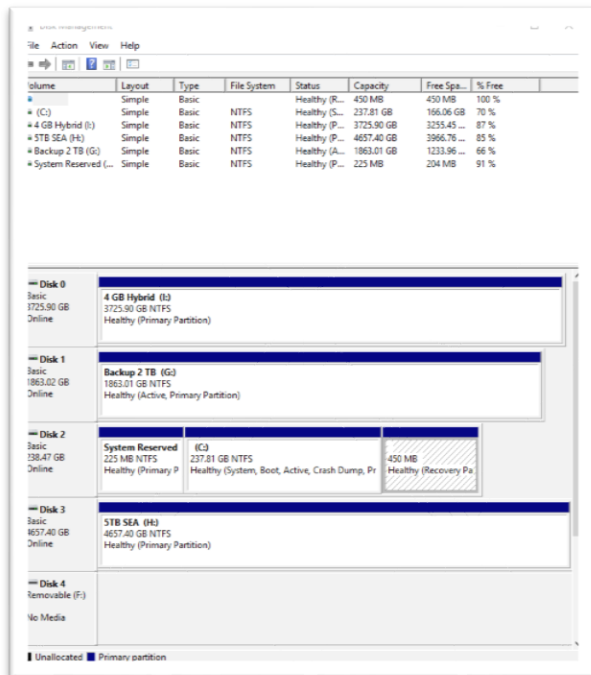 Disk Management
File Action View Help
Volume Layout Type File System Status Capacity Free Spa... % Free
Simple Basic Healthy (R... 450 MB 450 MB 100 %
(C:) Simple Basic NTFS Healthy (S... 237.81 GB 166.06 GB 70 %
4 GB Hybrid (I:) Simple Basic NTFS Healthy (P... 3725.90 GB 3255.45 ... 87 %
5TB SEA (H:) Simple Basic NTFS Healthy (P... 4657.40 GB 3966.76 ... 85 %
Backup 2 TB (G:) Simple Basic NTFS Healthy (A... 1863.01 GB 1233.96 ... 66 %
System Reserved (... Simple Basic NTFS Healthy (P... 225 MB 204 MB 91 %
Disk 0
Basic
3725.90 GB
Online
4 GB Hybrid (I:)
3725.90 GB NTFS
Healthy (Primary Partition)
Disk 1
Basic
1863.02 GB
Online
Backup 2 TB (G:)
1863.01 GB NTFS
Healthy (Active, Primary Partition)
Disk 2
Basic
238.47 GB
Online
System Reserved
225 MB NTFS
Healthy (Primary P
(C:)
237.81 GB NTFS
Healthy (System, Boot, Active, Crash Dump, Pr
450 MB
Healthy (Recovery Pa
Disk 3
Basic
4657.40 GB
Online
5TB SEA (H:)
4657.40 GB NTFS
Healthy (Primary Partition)
Disk 4
Removable (F:)
No Media
Unallocated Primary partition